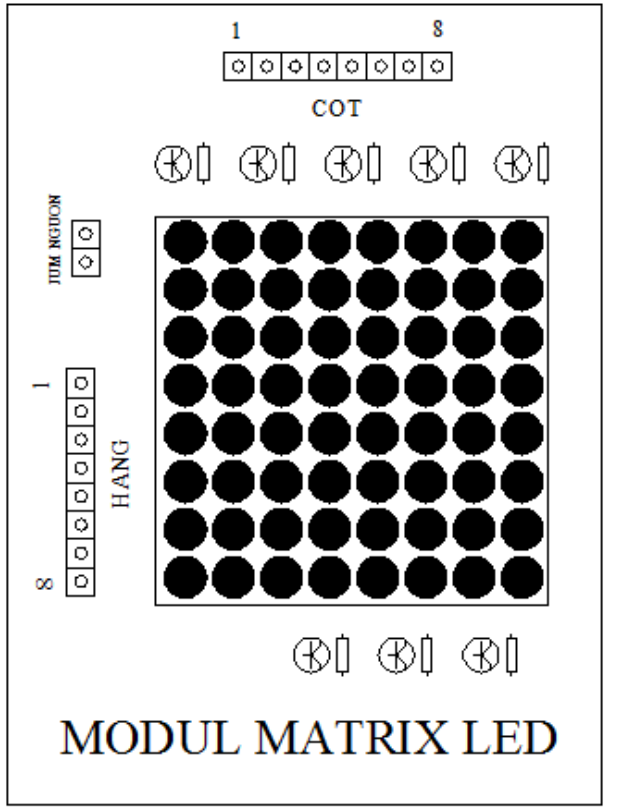 1 8
COT
JUM NGUON
1
HANG
8
MODUL MATRIX LED